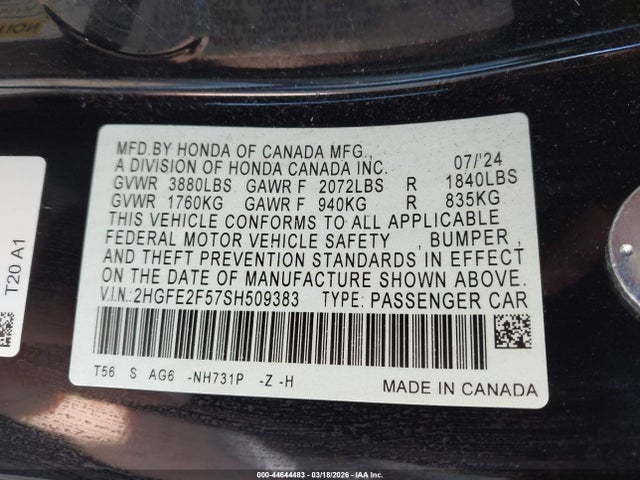 MFD.BY HONDA OF CANADA MFG.,
A DIVISION OF HONDA CANADA INC. 07/'24
GVWR 3880LBS GAWR F 2072LBS R 1840LBS
GVWR 1760KG GAWR F 940KG R 835KG
THIS VEHICLE CONFORMS TO ALL APPLICABLE
FEDERAL MOTOR VEHICLE SAFETY , BUMPER ,
AND THEFT PREVENTION STANDARDS IN EFFECT
ON THE DATE OF MANUFACTURE SHOWN ABOVE.
V.I.N.: 2HGFE2F57SH509383 TYPE: PASSENGER CAR
T56 S AG6 -NH731P -Z -H
MADE IN CANADA
T20 A1
000-44644483 | 03/18/2026 - IAA Inc.